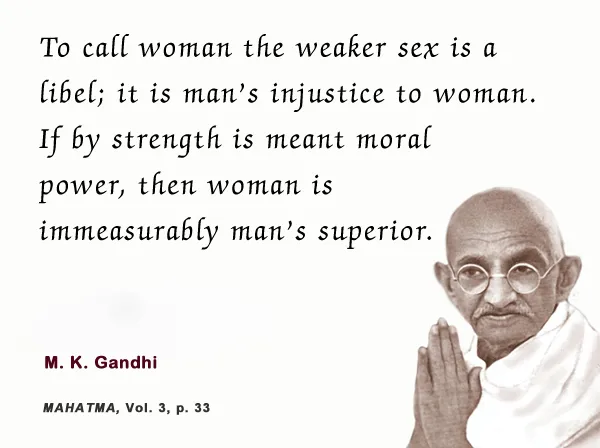 To call woman the weaker sex is a
libel; it is man's injustice to woman.
If by strength is meant moral
power, then woman is
immeasurably man's superior.
M. K. Gandhi
MAHATMA, Vol. 3, p. 33